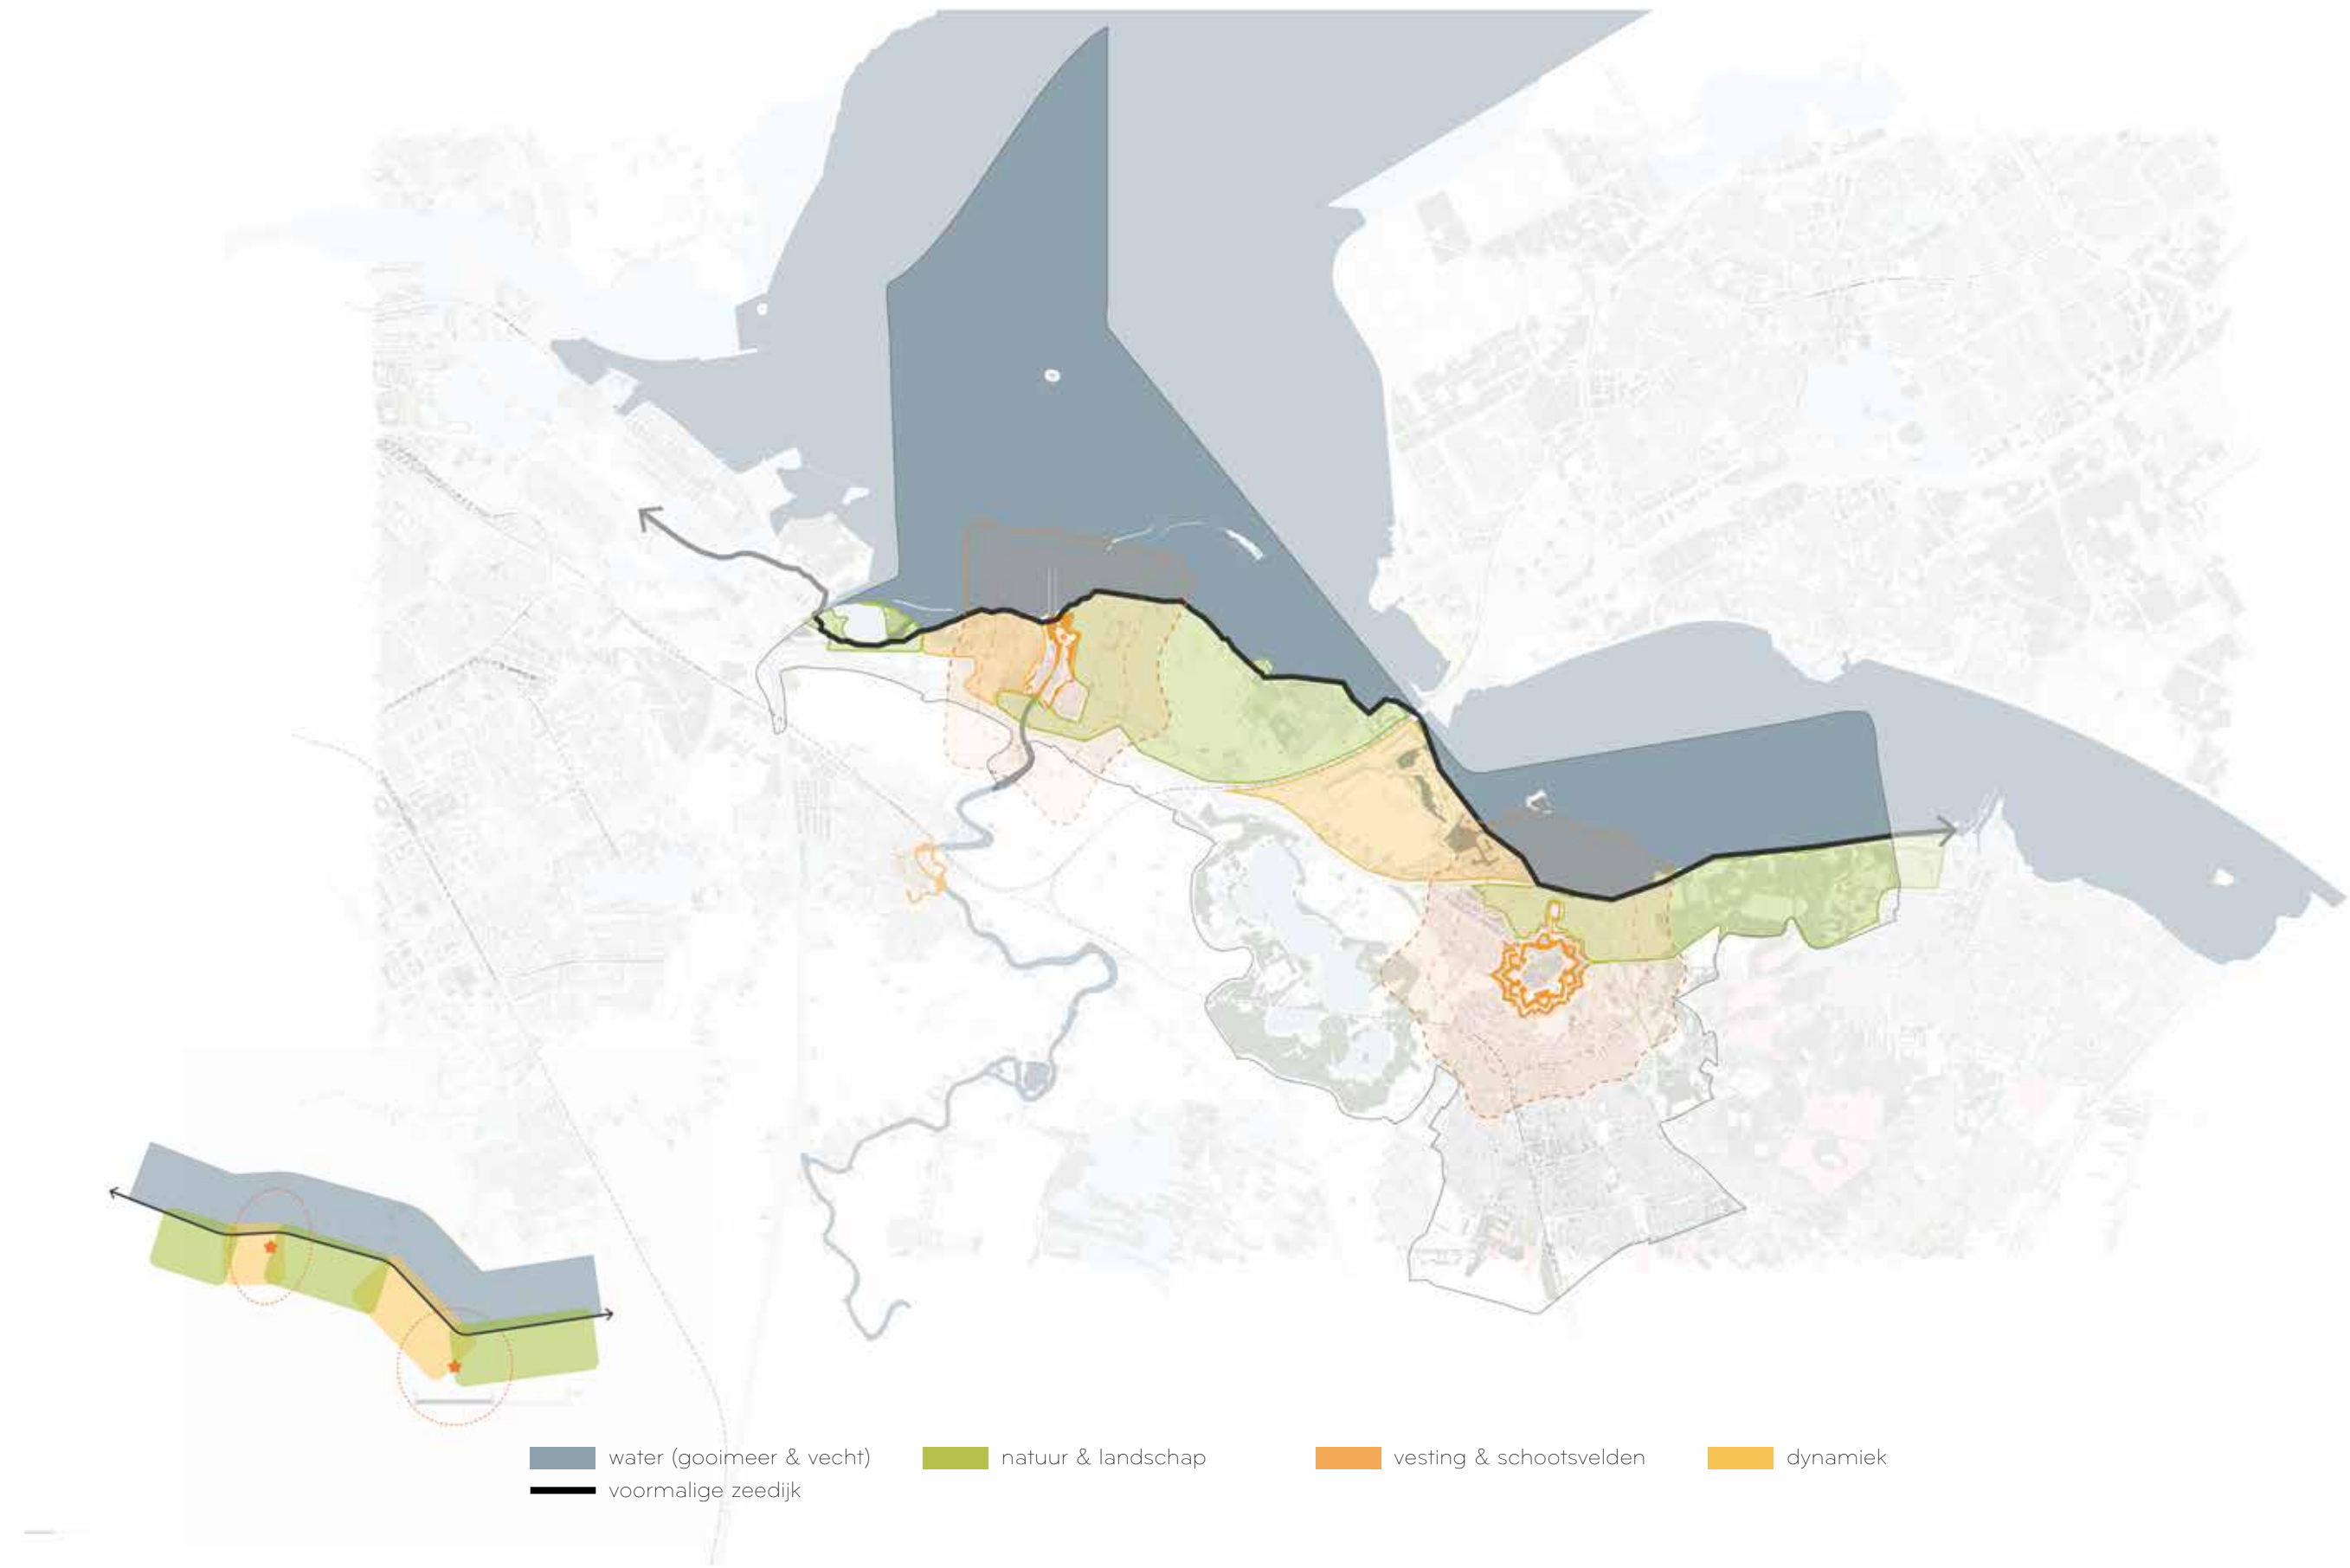 water (gooimeer & vecht)
natuur & landschap
vesting & schootsvelden
dynamiek
voormalige zeedijk